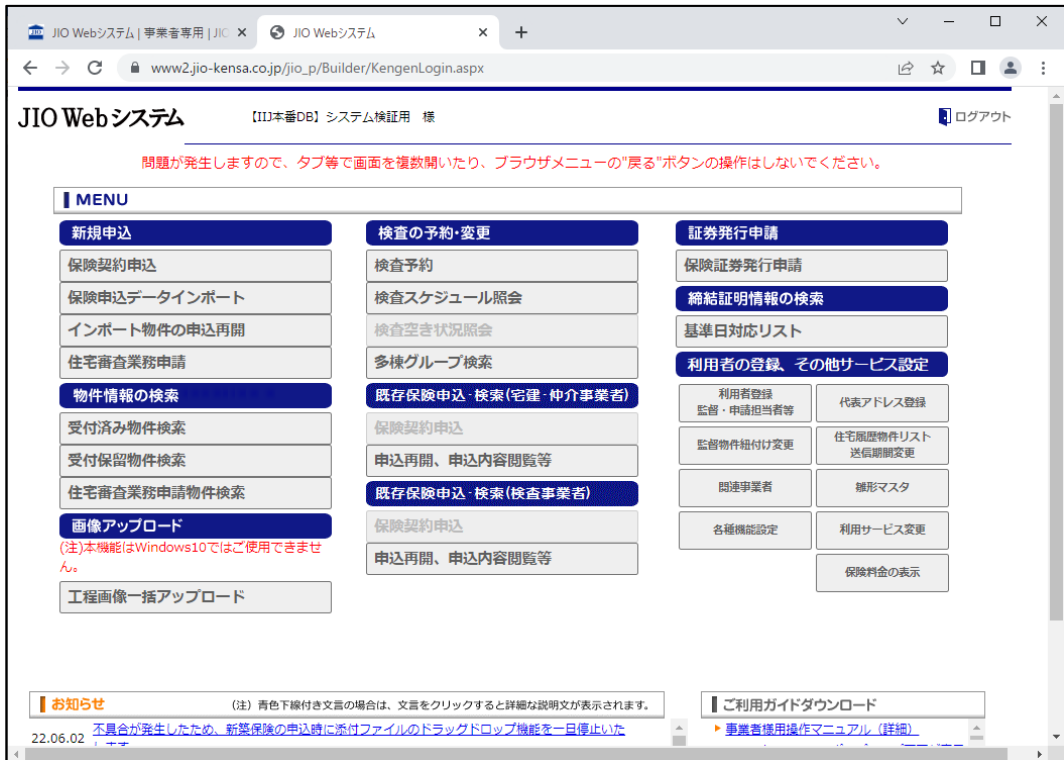 JIO Webシステム | 事業者専用 | JIC
JIO Webシステム
www2.jio-kensa.co.jp/jio_p/Builder/KengenLogin.aspx
JIO Webシステム
【IIJ本番DB】システム検証用 様
ログアウト
問題が発生しますので、タブ等で画面を複数開いたり、ブラウザメニューの"戻る"ボタンの操作はしないでください。
MENU
新規申込
保険契約申込
保険申込データインポート
インポート物件の申込再開
住宅審査業務申請
物件情報の検索
受付済み物件検索
受付保留物件検索
住宅審査業務申請物件検索
画像アップロード
(注)本機能はWindows10ではご使用できませ
ん。
工程画像一括アップロード
検査の予約・変更
検査予約
検査スケジュール照会
検査空き状況照会
多棟グループ検索
既存保険申込・検索(宅建・仲介事業者)
保険契約申込
申込再開、申込内容閲覧等
既存保険申込・検索(検査事業者)
保険契約申込
申込再開、申込内容閲覧等
証券発行申請
保険証券発行申請
締結証明情報の検索
基準日対応リスト
利用者の登録、その他サービス設定
利用者登録
監督・申請担当者等
代表アドレス登録
監督物件紐付け変更
住宅履歴物件リスト
送信期間変更
関連事業者
雛形マスタ
各種機能設定
利用サービス変更
保険料金の表示
お知らせ
(注)青色下線付き文言の場合は、文言をクリックすると詳細な説明文が表示されます。
22.06.02
不具合が発生したため、新築保険の申込時に添付ファイルのドラッグドロップ機能を一旦停止いた
ご利用ガイドダウンロード
事業者様用操作マニュアル(詳細)